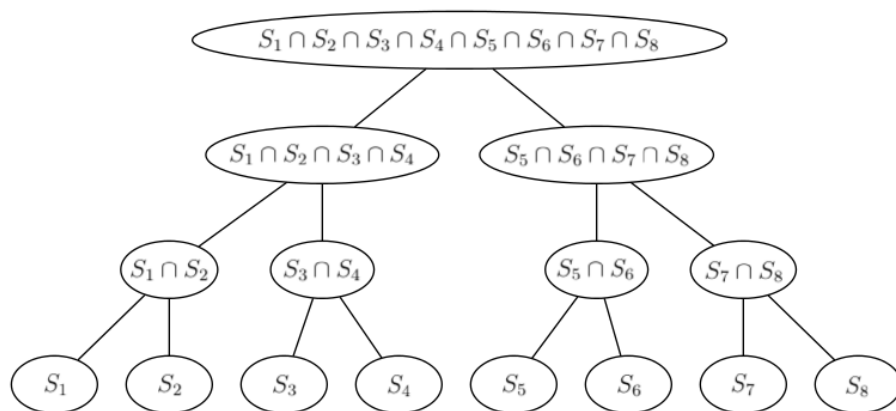 S₁ ∩ S₂ ∩ S₃ ∩ S₄ ∩ S₅ ∩ S₆ ∩ S₇ ∩ S₈
S₁ ∩ S₂ ∩ S₃ ∩ S₄
S₅ ∩ S₆ ∩ S₇ ∩ S₈
S₁ ∩ S₂
S₃ ∩ S₄
S₅ ∩ S₆
S₇ ∩ S₈
S₁
S₂
S₃
S₄
S₅
S₆
S₇
S₈